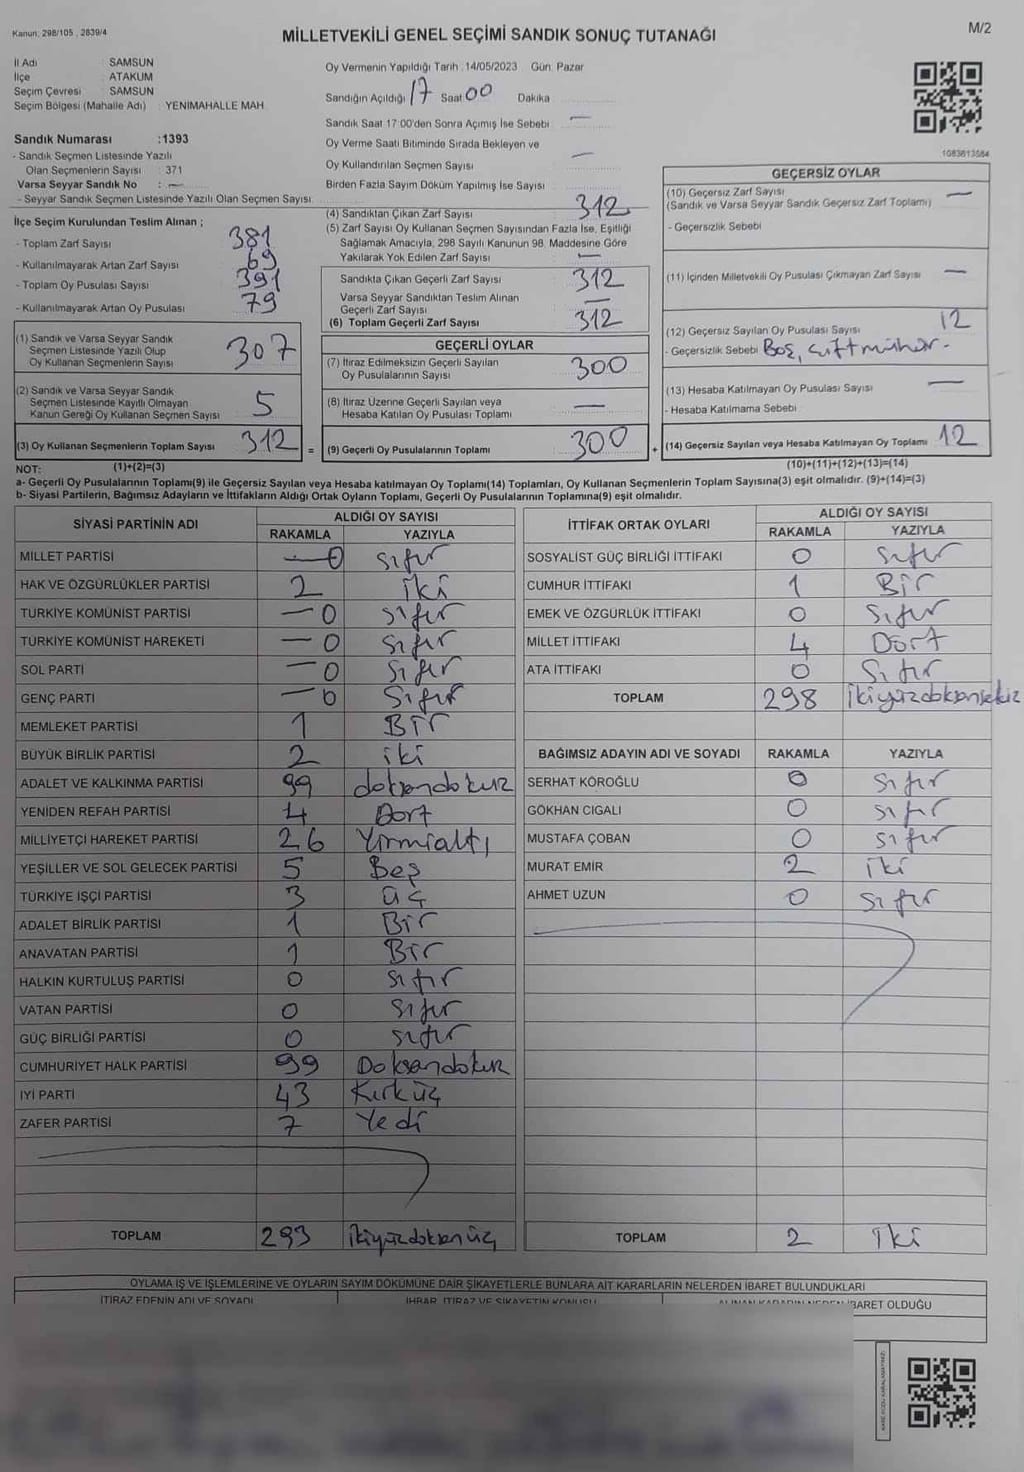 Kanun; 298/105 , 2839/4
MİLLETVEKİLİ GENEL SEÇİMİ SANDIK SONUÇ TUTANAĞI
M/2
İl Adı SAMSUN
İlçe ATAKUM
Seçim Çevresi SAMSUN
Seçim Bölgesi (Mahalle Adı) : YENİMAHALLE MAH.
Oy Vermenin Yapıldığı Tarih : 14/05/2023 Gün: Pazar
Sandığın Açıldığı 17 Saat 00 Dakika
Sandık Saat 17:00'den Sonra Açımış İse Sebebi : —
Oy Verme Saati Bitiminde Sırada Bekleyen ve
Oy Kullandırılan Seçmen Sayısı —
Birden Fazla Sayım Döküm Yapılmış İse Sayısı
1083613584
Sandık Numarası :1393
- Sandık Seçmen Listesinde Yazılı
Olan Seçmenlerin Sayısı : 371
Varsa Seyyar Sandık No : —
- Seyyar Sandık Seçmen Listesinde Yazılı Olan Seçmen Sayısı:
İlçe Seçim Kurulundan Teslim Alınan ;
- Toplam Zarf Sayısı 381
- Kullanılmayarak Artan Zarf Sayısı 69
- Toplam Oy Pusulası Sayısı 391
- Kullanılmayarak Artan Oy Pusulası 79
(1) Sandık ve Varsa Seyyar Sandık
Seçmen Listesinde Yazılı Olup
Oy Kullanan Seçmenlerin Sayısı 307
(2) Sandık ve Varsa Seyyar Sandık
Seçmen Listesinde Kayıtlı Olmayan
Kanun Gereği Oy Kullanan Seçmen Sayısı 5
(3) Oy Kullanan Seçmenlerin Toplam Sayısı 312 =
(4) Sandıktan Çıkan Zarf Sayısı 312
(5) Zarf Sayısı Oy Kullanan Seçmen Sayısından Fazla İse, Eşitliği
Sağlamak Amacıyla, 298 Sayılı Kanunun 98. Maddesine Göre
Yakılarak Yok Edilen Zarf Sayısı —
Sandıkta Çıkan Geçerli Zarf Sayısı 312
Varsa Seyyar Sandıktan Teslim Alınan
Geçerli Zarf Sayısı —
(6) Toplam Geçerli Zarf Sayısı 312
GEÇERLİ OYLAR
(7) İtiraz Edilmeksizin Geçerli Sayılan
Oy Pusulalarının Sayısı 300
(8) İtiraz Üzerine Geçerli Sayılan veya
Hesaba Katılan Oy Pusulası Toplamı —
(9) Geçerli Oy Pusulalarının Toplamı 300 +
GEÇERSİZ OYLAR
(10) Geçersiz Zarf Sayısı —
(Sandık ve Varsa Seyyar Sandık Geçersiz Zarf Toplamı)
- Geçersizlik Sebebi
(11) İçinden Milletvekili Oy Pusulası Çıkmayan Zarf Sayısı —
(12) Geçersiz Sayılan Oy Pusulası Sayısı 12
- Geçersizlik Sebebi Boş, çift mühür.
(13) Hesaba Katılmayan Oy Pusulası Sayısı —
- Hesaba Katılmama Sebebi
(14) Geçersiz Sayılan veya Hesaba Katılmayan Oy Toplamı 12
NOT: (1)+(2)=(3)
(10)+(11)+(12)+(13)=(14)
a- Geçerli Oy Pusulalarının Toplamı(9) ile Geçersiz Sayılan veya Hesaba katılmayan Oy Toplamı(14) Toplamları, Oy Kullanan Seçmenlerin Toplam Sayısına(3) eşit olmalıdır. (9)+(14)=(3)
b- Siyasi Partilerin, Bağımsız Adayların ve İttifakların Aldığı Ortak Oyların Toplamı, Geçerli Oy Pusulalarının Toplamına(9) eşit olmalıdır.
SİYASİ PARTİNİN ADI ALDIĞI OY SAYISI
RAKAMLA YAZIYLA
MİLLET PARTİSİ —0 sıfır
HAK VE ÖZGÜRLÜKLER PARTİSİ 2 iki
TÜRKİYE KOMÜNİST PARTİSİ —0 sıfır
TÜRKİYE KOMÜNİST HAREKETİ —0 sıfır
SOL PARTİ —0 sıfır
GENÇ PARTİ —0 sıfır
MEMLEKET PARTİSİ 1 Bir
BÜYÜK BİRLİK PARTİSİ 2 iki
ADALET VE KALKINMA PARTİSİ 99 doksandokuz
YENİDEN REFAH PARTİSİ 4 Dört
MİLLİYETÇİ HAREKET PARTİSİ 26 Yirmialtı
YEŞİLLER VE SOL GELECEK PARTİSİ 5 Beş
TÜRKİYE İŞÇİ PARTİSİ 3 üç
ADALET BİRLİK PARTİSİ 1 Bir
ANAVATAN PARTİSİ 1 Bir
HALKIN KURTULUŞ PARTİSİ 0 sıfır
VATAN PARTİSİ 0 sıfır
GÜÇ BİRLİĞİ PARTİSİ 0 sıfır
CUMHURİYET HALK PARTİSİ 99 Doksandokuz
İYİ PARTİ 43 Kırküç
ZAFER PARTİSİ 7 Yedi
TOPLAM 293 ikiyüzdoksanüç
İTTİFAK ORTAK OYLARI ALDIĞI OY SAYISI
RAKAMLA YAZIYLA
SOSYALİST GÜÇ BİRLİĞİ İTTİFAKI 0 Sıfır
CUMHUR İTTİFAKI 1 Bir
EMEK VE ÖZGÜRLÜK İTTİFAKI 0 Sıfır
MİLLET İTTİFAKI 4 Dört
ATA İTTİFAKI 0 Sıfır
TOPLAM 298 ikiyüzdoksansekiz
BAĞIMSIZ ADAYIN ADI VE SOYADI RAKAMLA YAZIYLA
SERHAT KÖROĞLU 0 sıfır
GÖKHAN CIGALI 0 sıfır
MUSTAFA ÇOBAN 0 sıfır
MURAT EMİR 2 iki
AHMET UZUN 0 sıfır
TOPLAM 2 iki
OYLAMA İŞ VE İŞLEMLERİNE VE OYLARIN SAYIM DÖKÜMÜNE DAİR ŞİKAYETLERLE BUNLARA AİT KARARLARIN NELERDEN İBARET BULUNDUKLARI
İTİRAZ EDENİN ADI VE SOYADI İHBAR, İTİRAZ VE ŞİKAYETİN KONUSU ALINAN KARARIN NEDEN İBARET OLDUĞU